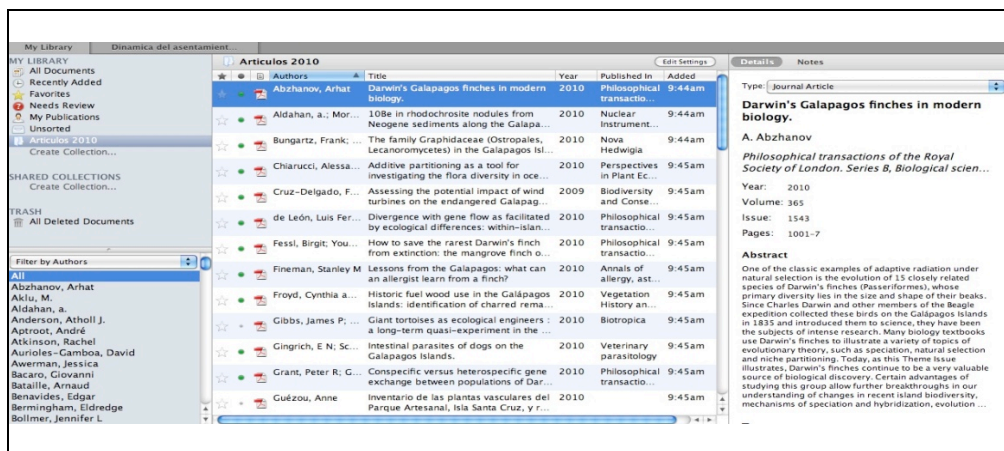 My Library
Dinamica del asentamient...
MY LIBRARY
All Documents
Recently Added
Favorites
Needs Review
My Publications
Unsorted
Articulos 2010
Create Collection...
SHARED COLLECTIONS
Create Collection...
TRASH
All Deleted Documents
Filter by Authors
All
Abzhanov, Arhat
Aklu, M.
Aldahan, a.
Anderson, Atholl J.
Aptroot, André
Atkinson, Rachel
Aurioles-Gamboa, David
Awerman, Jessica
Bacaro, Giovanni
Bataille, Arnaud
Benavides, Edgar
Bermingham, Eldredge
Bollmer, Jennifer L
Articulos 2010
Edit Settings
Authors Title Year Published In Added
Abzhanov, Arhat Darwin's Galapagos finches in modern 2010 Philosophical 9:44am
biology. transactio...
Aldahan, a.; Mor... 10Be in rhodochrosite nodules from 2010 Nuclear 9:44am
Neogene sediments along the Galapa... Instrument...
Bungartz, Frank; ... The family Graphidaceae (Ostropales, 2010 Nova 9:44am
Lecanoromycetes) in the Galapagos Isl... Hedwigia
Chiarucci, Alessa... Additive partitioning as a tool for 2010 Perspectives 9:45am
investigating the flora diversity in oce... in Plant Ec...
Cruz-Delgado, F... Assessing the potential impact of wind 2009 Biodiversity 9:45am
turbines on the endangered Galapag... and Conse...
de León, Luis Fer... Divergence with gene flow as facilitated 2010 Philosophical 9:45am
by ecological differences: within-islan... transactio...
Fessl, Birgit; You... How to save the rarest Darwin's finch 2010 Philosophical 9:45am
from extinction: the mangrove finch o... transactio...
Fineman, Stanley M Lessons from the Galapagos: what can 2010 Annals of 9:45am
an allergist learn from a finch? allergy, ast...
Froyd, Cynthia a... Historic fuel wood use in the Galápagos 2010 Vegetation 9:45am
Islands: identification of charred rema... History an...
Gibbs, James P; ... Giant tortoises as ecological engineers : 2010 Biotropica 9:45am
a long-term quasi-experiment in the ...
Gingrich, E N; Sc... Intestinal parasites of dogs on the 2010 Veterinary 9:45am
Galapagos Islands. parasitology
Grant, Peter R; G... Conspecific versus heterospecific gene 2010 Philosophical 9:45am
exchange between populations of Dar... transactio...
Guézou, Anne Inventario de las plantas vasculares del 2010 9:45am
Parque Artesanal, Isla Santa Cruz, y r...
Details Notes
Type: Journal Article
Darwin's Galapagos finches in modern
biology.
A. Abzhanov
Philosophical transactions of the Royal
Society of London. Series B, Biological scien...
Year: 2010
Volume: 365
Issue: 1543
Pages: 1001-7
Abstract
One of the classic examples of adaptive radiation under
natural selection is the evolution of 15 closely related
species of Darwin's finches (Passeriformes), whose
primary diversity lies in the size and shape of their beaks.
Since Charles Darwin and other members of the Beagle
expedition collected these birds on the Galápagos Islands
in 1835 and introduced them to science, they have been
the subjects of intense research. Many biology textbooks
use Darwin's finches to illustrate a variety of topics of
evolutionary theory, such as speciation, natural selection
and niche partitioning. Today, as this Theme Issue
illustrates, Darwin's finches continue to be a very valuable
source of biological discovery. Certain advantages of
studying this group allow further breakthroughs in our
understanding of changes in recent island biodiversity,
mechanisms of speciation and hybridization, evolution ...